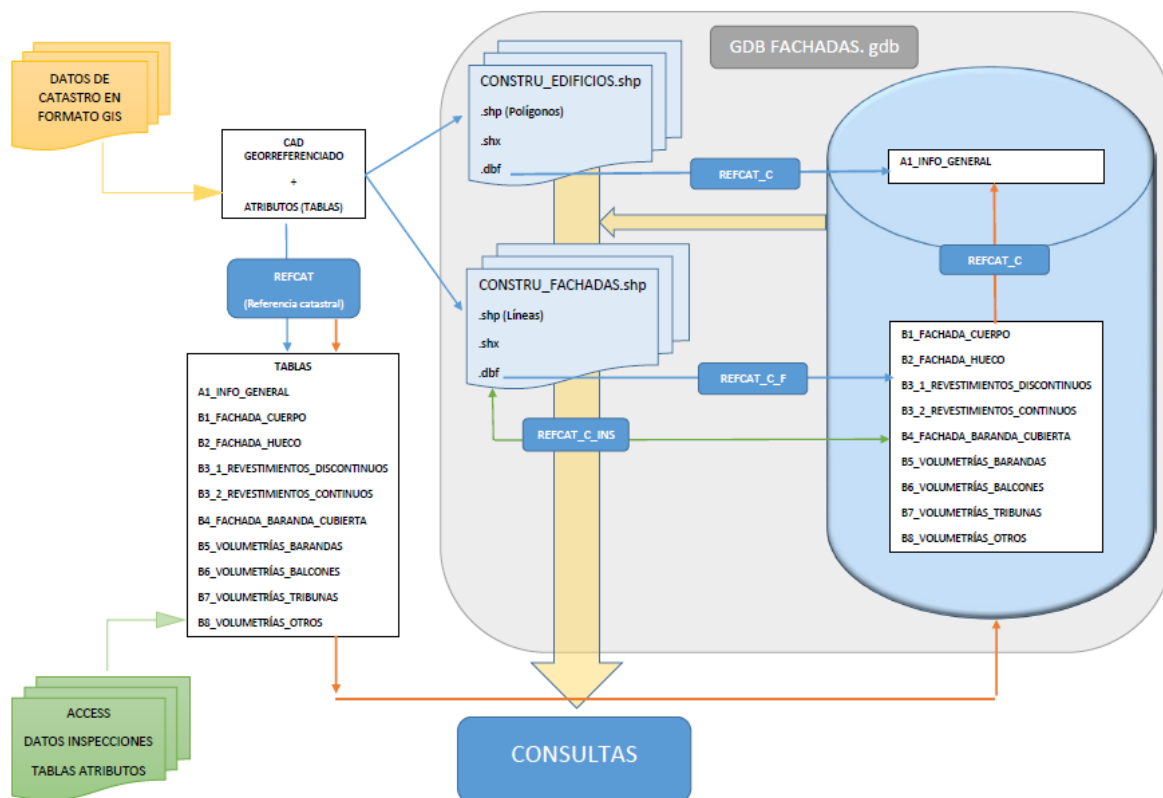 DATOS DE
CATASTRO EN
FORMATO GIS
CAD
GEORREFERENCIADO
+
ATRIBUTOS (TABLAS)
REFCAT
(Referencia catastral)
TABLAS
A1_INFO_GENERAL
B1_FACHADA_CUERPO
B2_FACHADA_HUECO
B3_1_REVESTIMIENTOS_DISCONTINUOS
B3_2_REVESTIMIENTOS_CONTINUOS
B4_FACHADA_BARANDA_CUBIERTA
B5_VOLUMETRÍAS_BARANDAS
B6_VOLUMETRÍAS_BALCONES
B7_VOLUMETRÍAS_TRIBUNAS
B8_VOLUMETRÍAS_OTROS
ACCESS
DATOS INSPECCIONES
TABLAS ATRIBUTOS
GDB FACHADAS. gdb
CONSTRU_EDIFICIOS.shp
.shp (Polígonos)
.shx
.dbf
REFCAT_C
A1_INFO_GENERAL
REFCAT_C
CONSTRU_FACHADAS.shp
.shp (Líneas)
.shx
.dbf
REFCAT_C_F
REFCAT_C_INS
B1_FACHADA_CUERPO
B2_FACHADA_HUECO
B3_1_REVESTIMIENTOS_DISCONTINUOS
B3_2_REVESTIMIENTOS_CONTINUOS
B4_FACHADA_BARANDA_CUBIERTA
B5_VOLUMETRÍAS_BARANDAS
B6_VOLUMETRÍAS_BALCONES
B7_VOLUMETRÍAS_TRIBUNAS
B8_VOLUMETRÍAS_OTROS
CONSULTAS